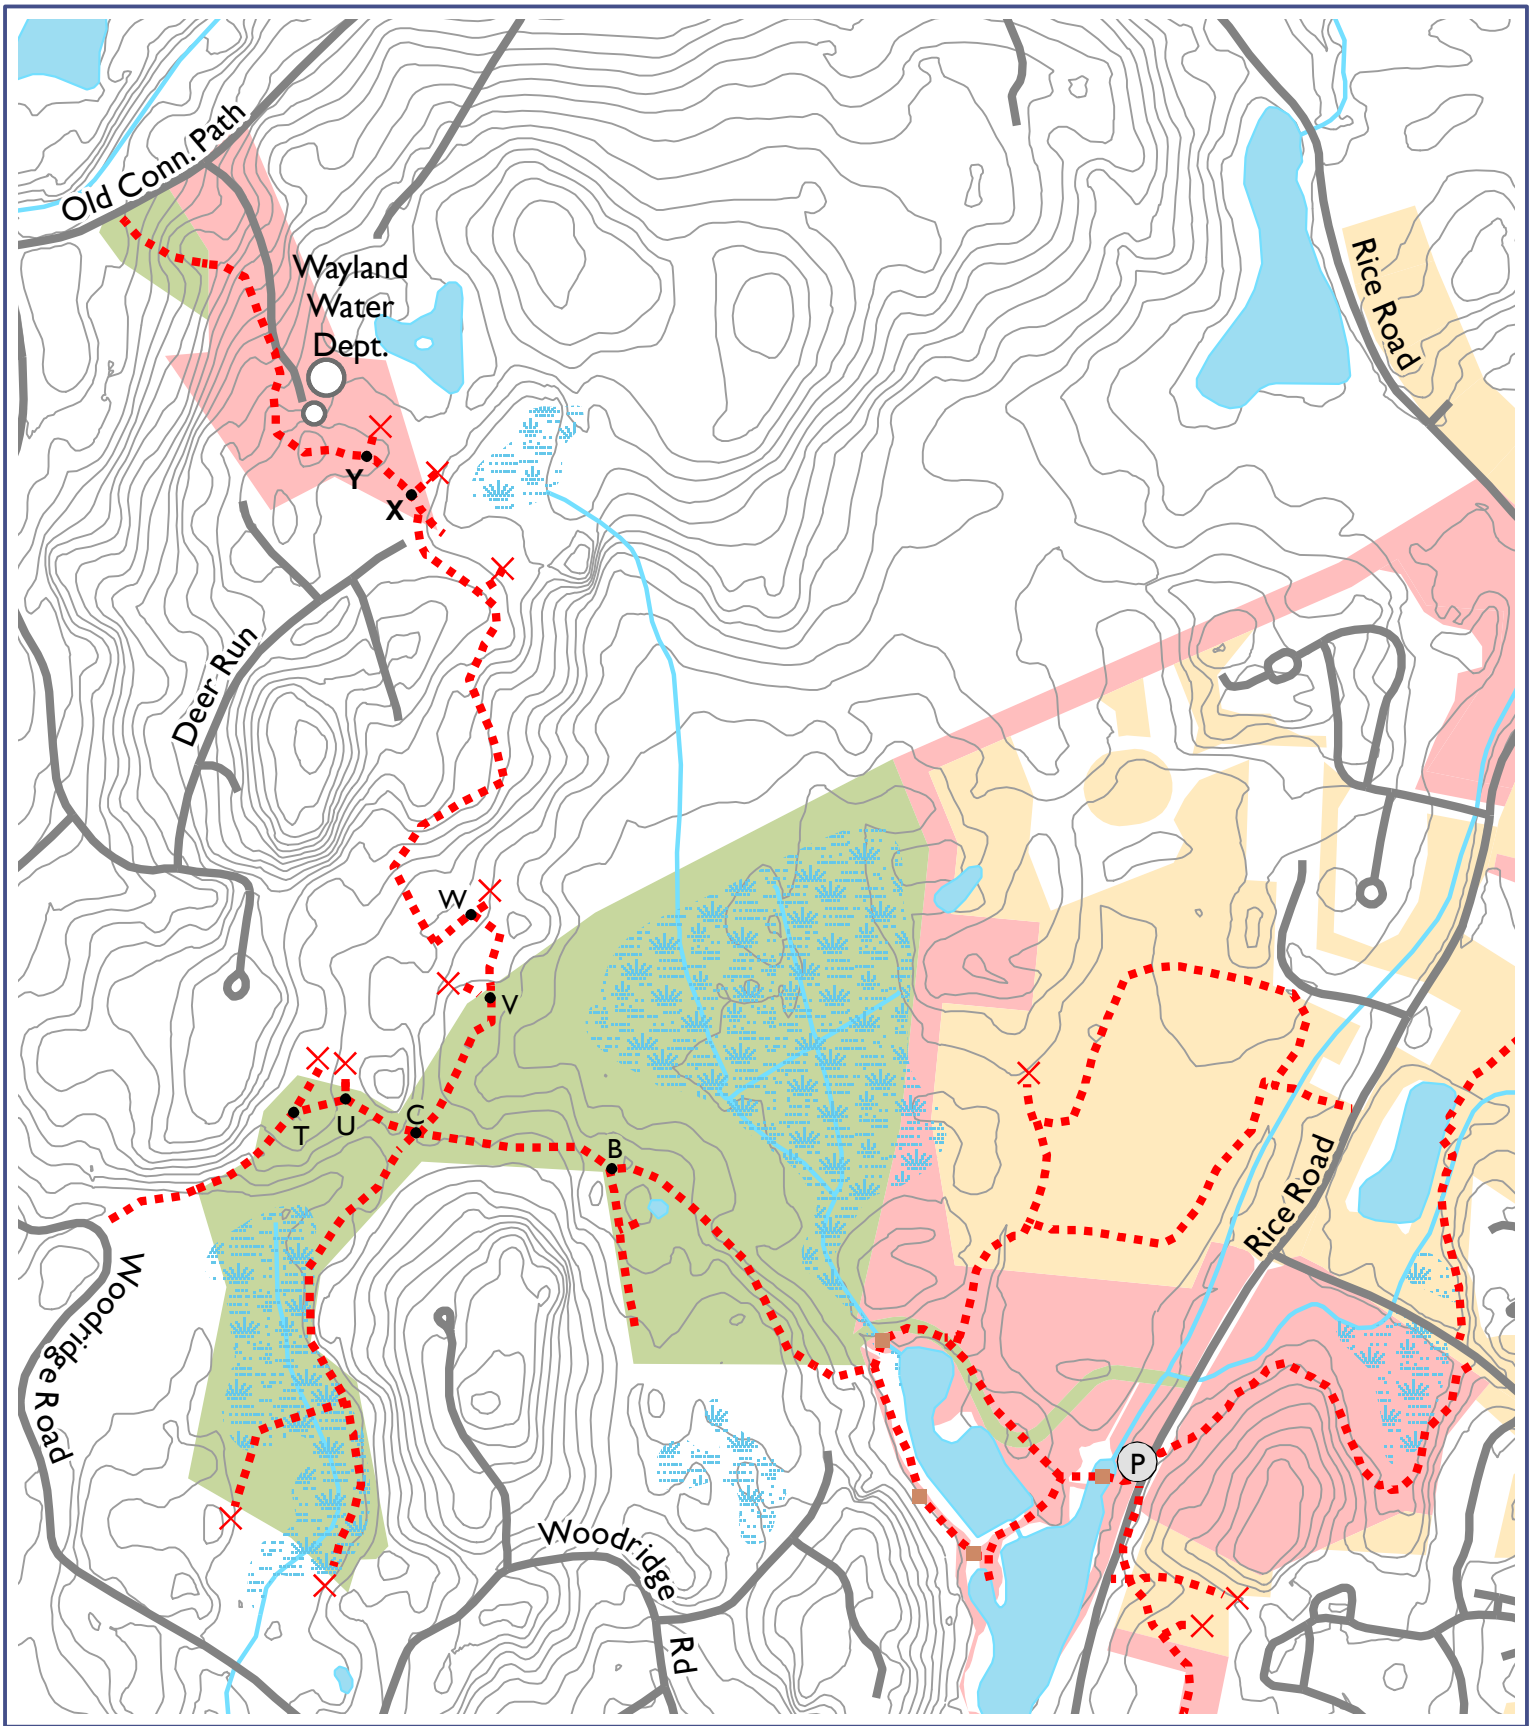 Old Conn. Path
Wayland
Water
Dept.
Rice Road
Y
X
Deer Run
W
V
T
U
C
B
Rice Road
Woodridge Road
P
Woodridge
Rd